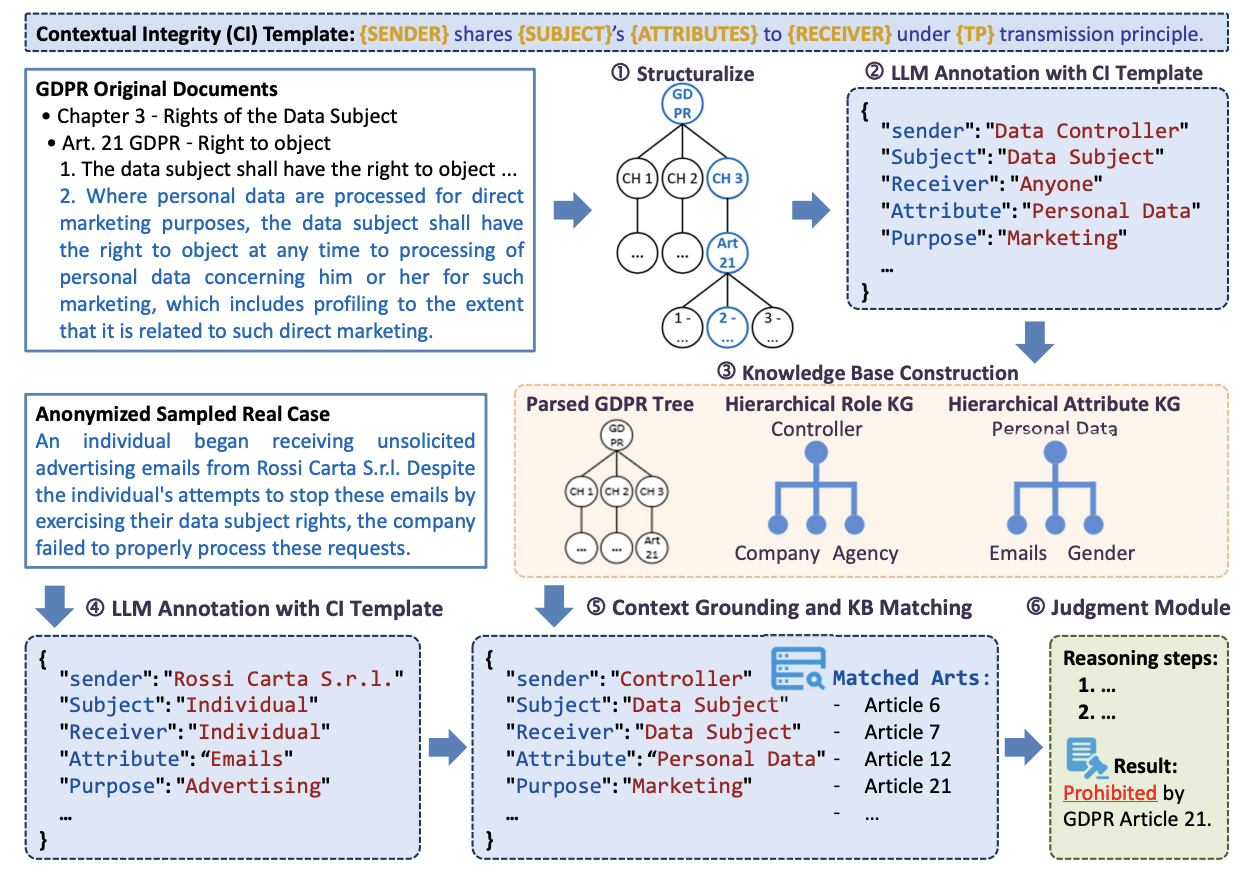 Contextual Integrity (CI) Template: {SENDER} shares {SUBJECT}'s {ATTRIBUTES} to {RECEIVER} under {TP} transmission principle.
GDPR Original Documents
• Chapter 3 - Rights of the Data Subject
• Art. 21 GDPR - Right to object
1. The data subject shall have the right to object ...
2. Where personal data are processed for direct
marketing purposes, the data subject shall have
the right to object at any time to processing of
personal data concerning him or her for such
marketing, which includes profiling to the extent
that it is related to such direct marketing.
① Structuralize
GD
PR
CH 1
CH 2
CH 3
...
...
Art
21
1 -
...
2 -
...
3 -
...
② LLM Annotation with CI Template
{
"sender":"Data Controller"
"Subject":"Data Subject"
"Receiver":"Anyone"
"Attribute":"Personal Data"
"Purpose":"Marketing"
…
}
③ Knowledge Base Construction
Parsed GDPR Tree
GD
PR
CH 1
CH 2
CH 3
...
...
Art
21
Hierarchical Role KG
Controller
Company Agency
Hierarchical Attribute KG
Personal Data
Emails Gender
Anonymized Sampled Real Case
An individual began receiving unsolicited
advertising emails from Rossi Carta S.r.l. Despite
the individual's attempts to stop these emails by
exercising their data subject rights, the company
failed to properly process these requests.
④ LLM Annotation with CI Template
{
"sender":"Rossi Carta S.r.l."
"Subject":"Individual"
"Receiver":"Individual"
"Attribute":“Emails"
"Purpose":"Advertising"
…
}
⑤ Context Grounding and KB Matching
{
"sender":"Controller"
"Subject":"Data Subject"
"Receiver":"Data Subject"
"Attribute":“Personal Data"
"Purpose":"Marketing"
…
}
Matched Arts:
- Article 6
- Article 7
- Article 12
- Article 21
- ...
⑥ Judgment Module
Reasoning steps:
1. ...
2. ...
Result:
Prohibited by
GDPR Article 21.